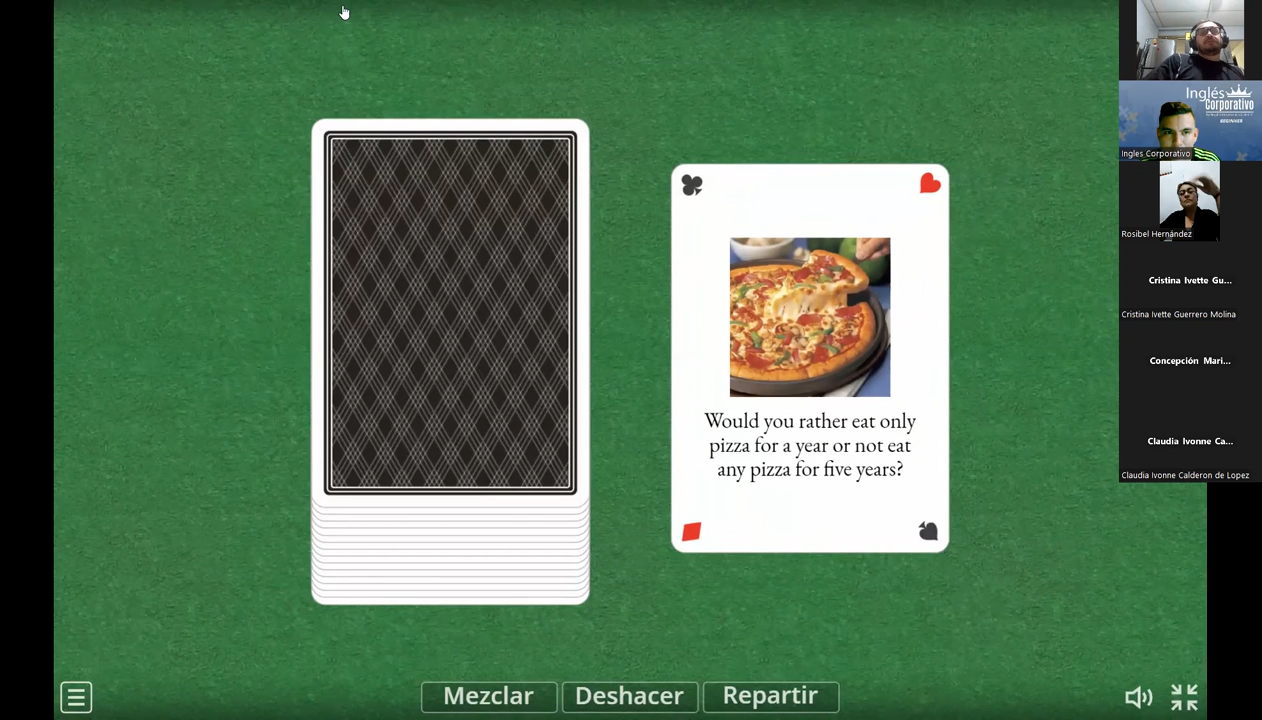 Would you rather eat only
pizza for a year or not eat
any pizza for five years?
Mezclar
Deshacer
Repartir
Inglés
Corporativo
BEGINNER
Ingles Corporativo
Rosibel Hernández
Cristina Ivette Gu...
Cristina Ivette Guerrero Molina
Concepción Mari...
Claudia Ivonne Ca...
Claudia Ivonne Calderon de Lopez